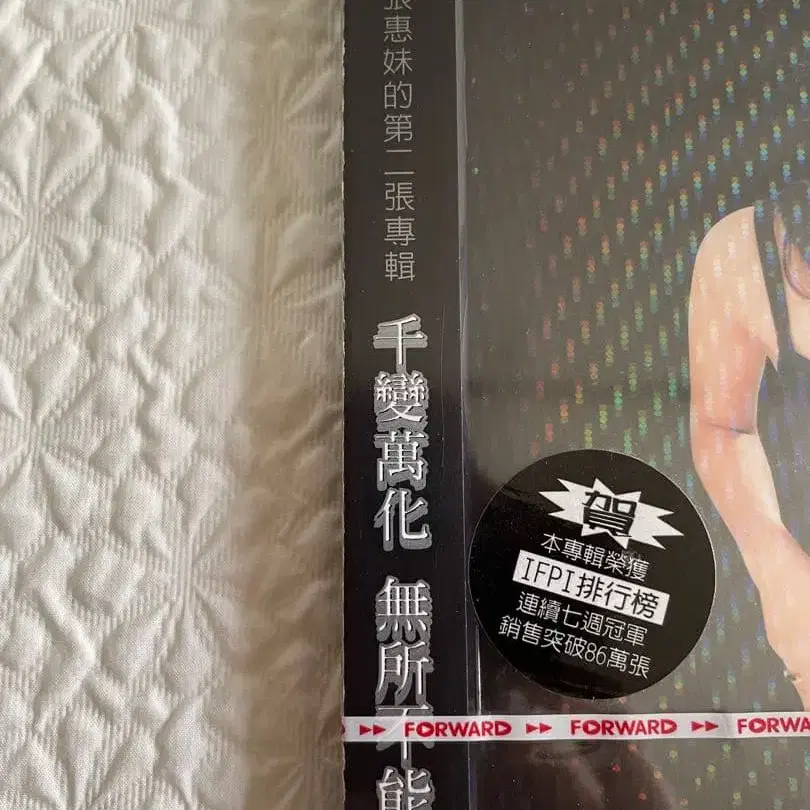 張惠妹的第二張專輯
千變萬化 無所不能
賀
本專輯榮獲
IFPI排行榜
連續七週冠軍
銷售突破86萬張
FORWARD FORWARD FORWA